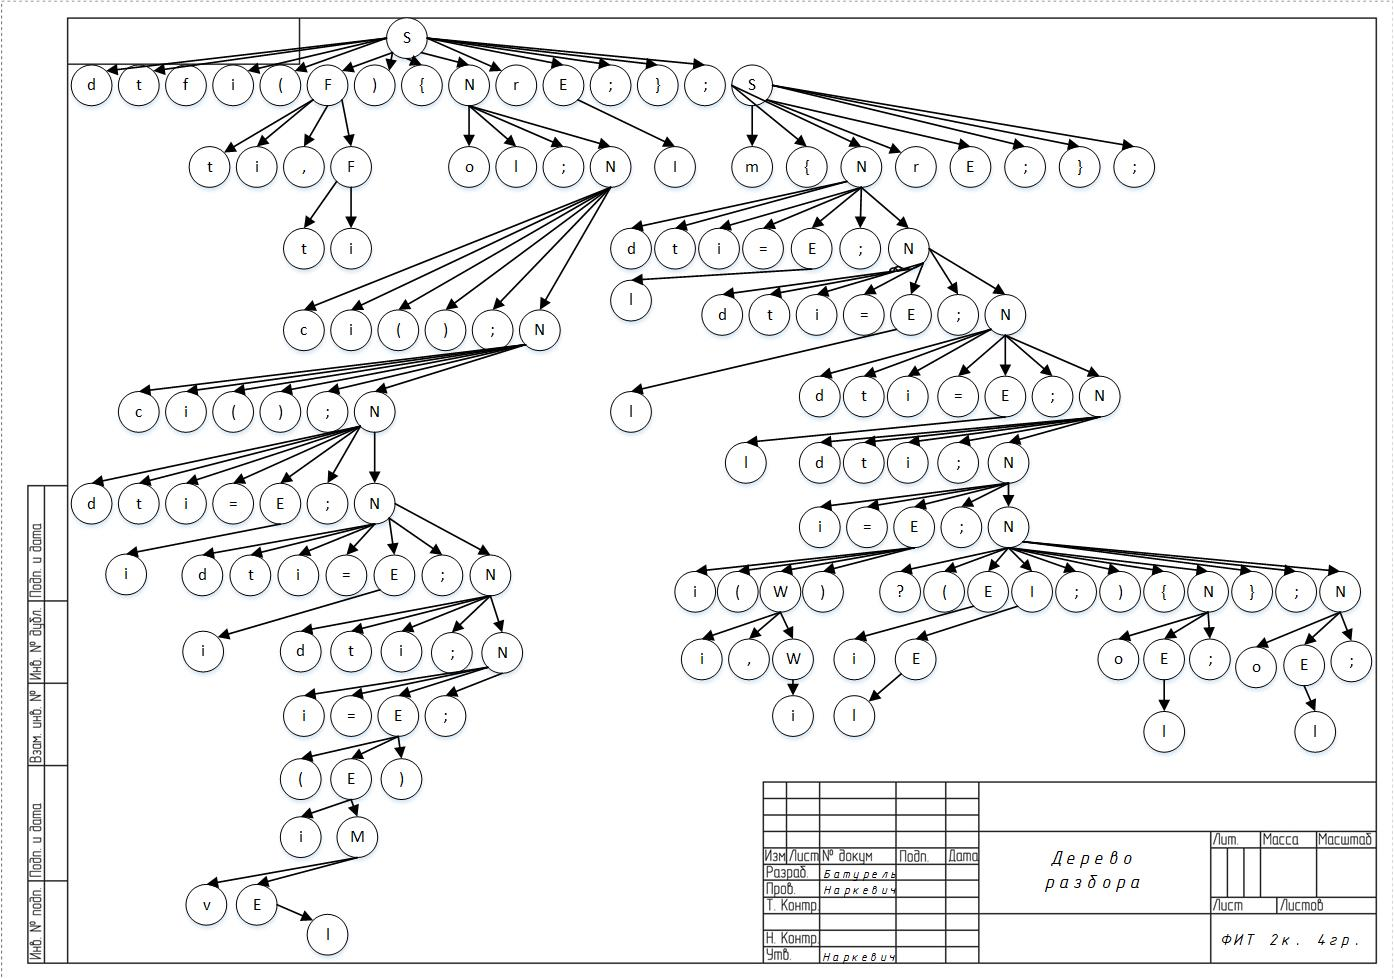 S
d t f i ( F ) { N r E ; } ; S
t i , F o l ; N l m { N r E ; } ;
t i d t i = E ; N
l d t i = E ; N
c i ( ) ; N
c i ( ) ; N l d t i = E ; N
l d t i ; N
d t i = E ; N i = E ; N
i d t i = E ; N i ( W ) ? ( E l ; ) { N } ; N
i d t i ; N i , W i E o E ; o E ;
i = E ; i l l l
( E )
i M
v E
l
Инв. № подп.
Подп. и дата
Взам. инв. №
Инв. № дубл.
Подп. и дата
Изм Лист № докум Подп. Дата
Разраб. Батурель
Пров. Наркевич
Т. Контр.
Н. Контр.
Утв. Наркевич
Дерево
разбора
Лит. Масса Масштаб
Лист Листов
ФИТ 2к. 4гр.